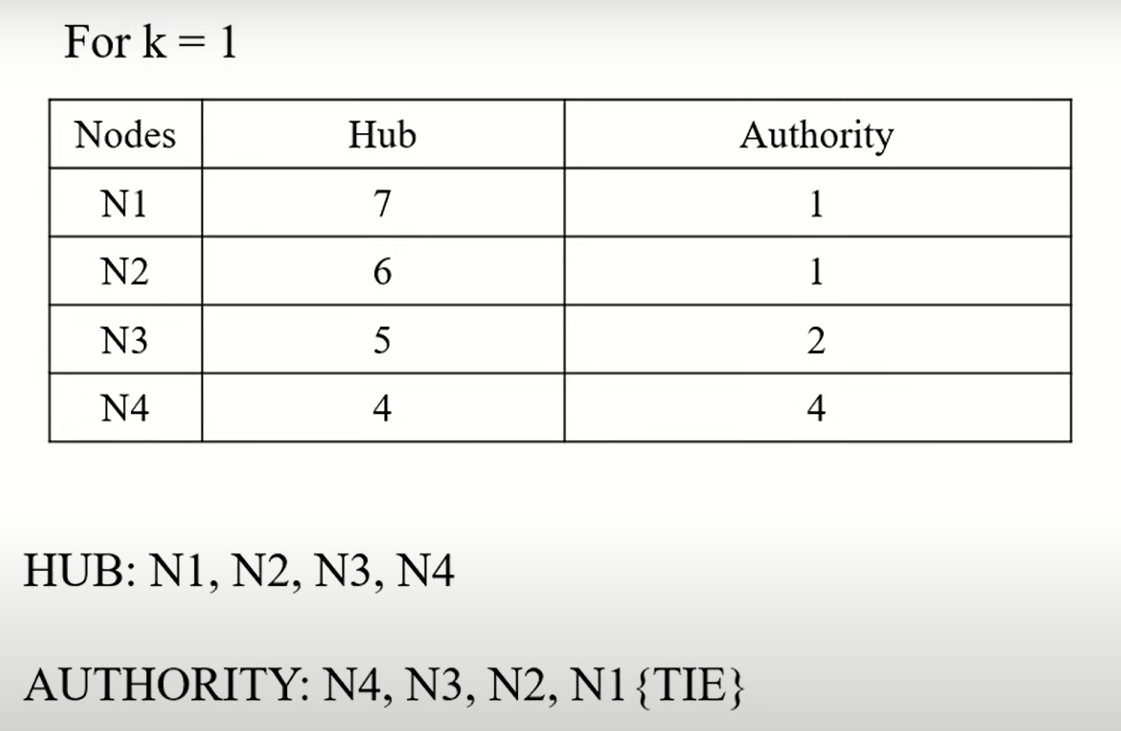 For k = 1
Nodes Hub Authority
N1 7 1
N2 6 1
N3 5 2
N4 4 4
HUB: N1, N2, N3, N4
AUTHORITY: N4, N3, N2, N1{TIE}